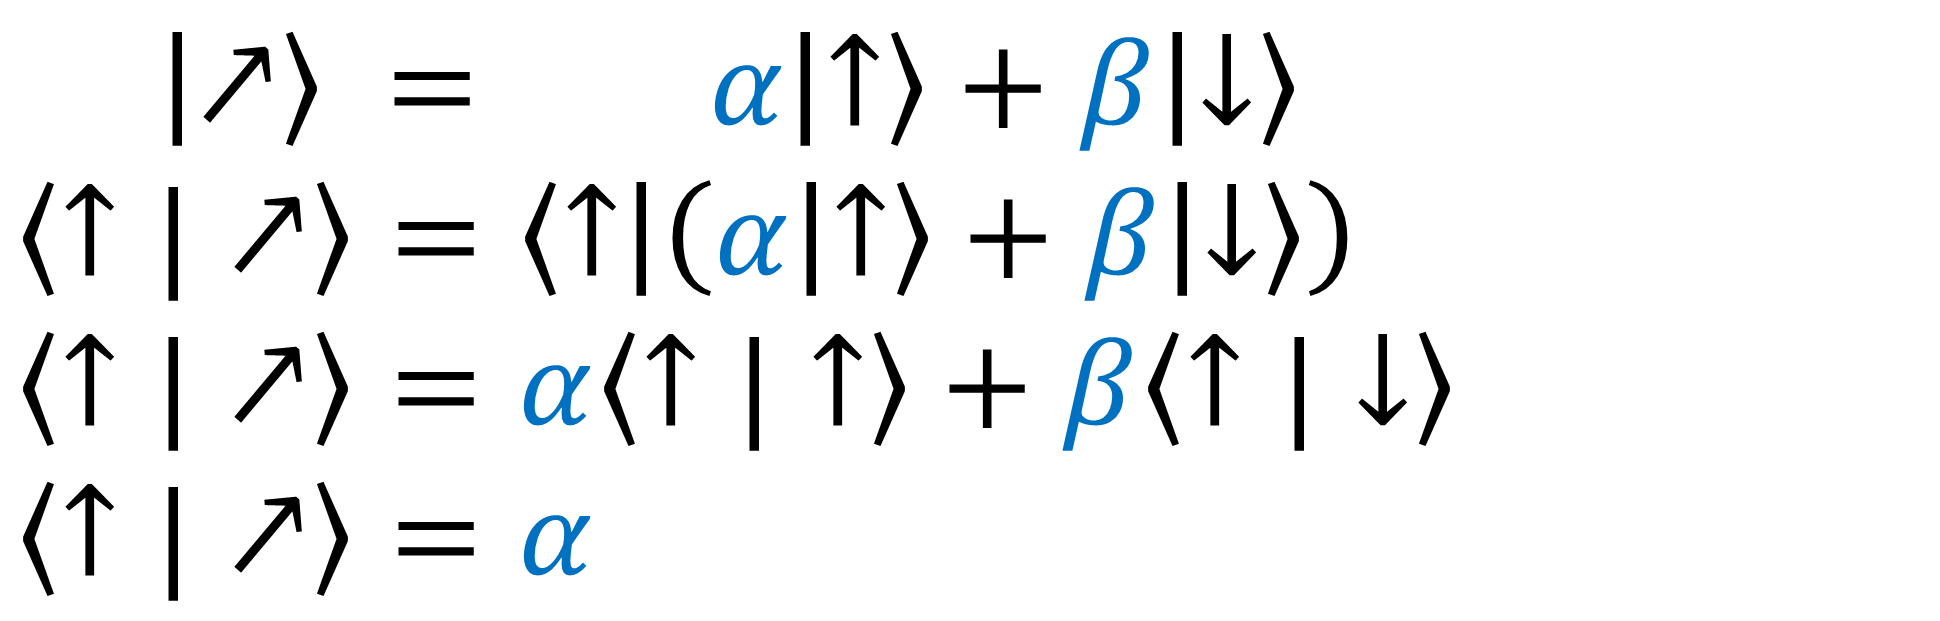 |↗⟩ = α|↑⟩ + β|↓⟩
⟨↑ | ↗⟩ = ⟨↑|(α|↑⟩ + β|↓⟩)
⟨↑ | ↗⟩ = α⟨↑ | ↑⟩ + β⟨↑ | ↓⟩
⟨↑ | ↗⟩ = α